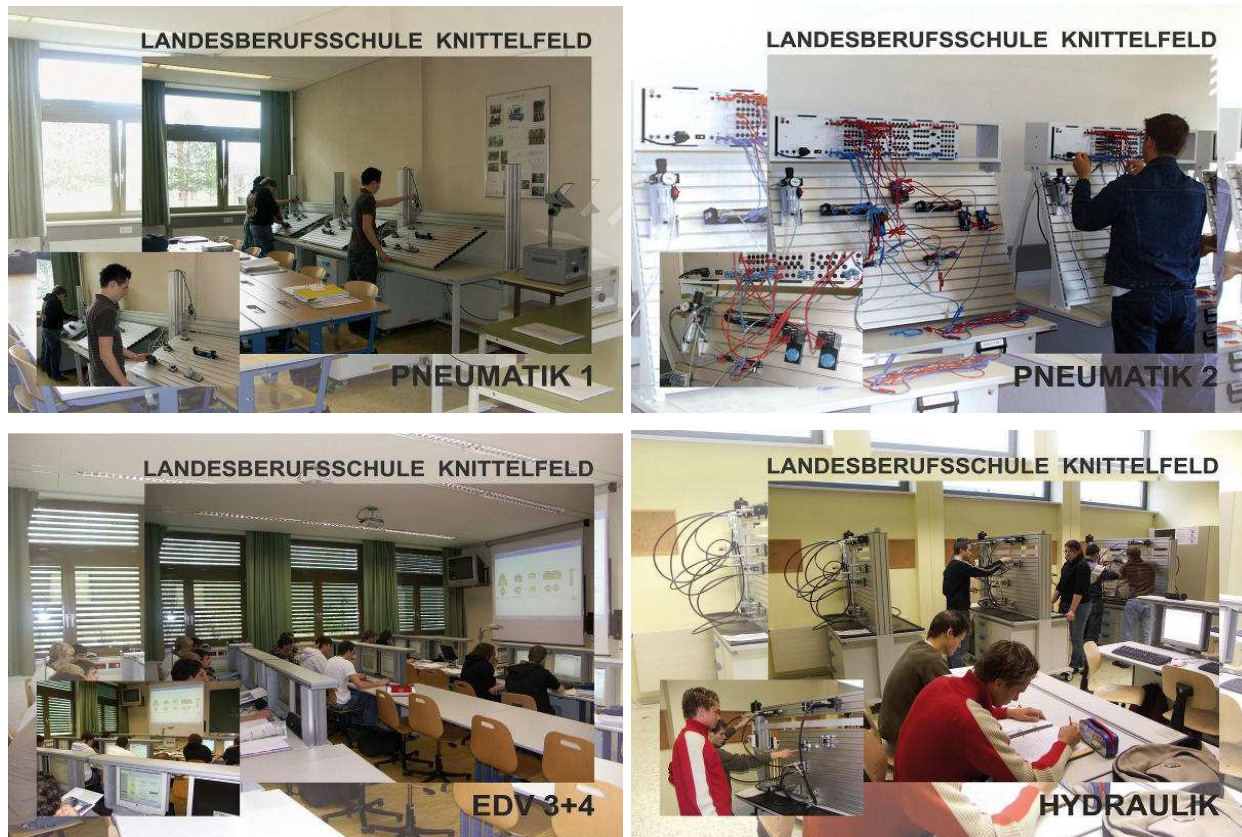 LANDESBERUFSSCHULE KNITTELFELD
PNEUMATIK 1
LANDESBERUFSSCHULE KNITTELFELD
PNEUMATIK 2
LANDESBERUFSSCHULE KNITTELFELD
EDV 3+4
LANDESBERUFSSCHULE KNITTELFELD
HYDRAULIK